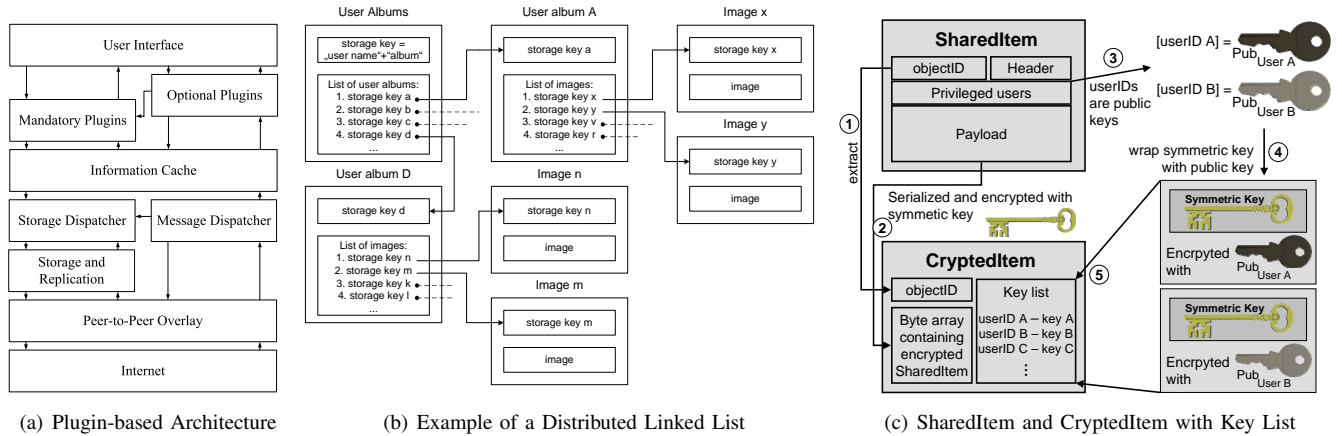 User Interface
Optional Plugins
Mandatory Plugins
Information Cache
Storage Dispatcher
Message Dispatcher
Storage and
Replication
Peer-to-Peer Overlay
Internet
(a) Plugin-based Architecture
User Albums
storage key =
„user name“+“album“
List of user albums:
1. storage key a
2. storage key b
3. storage key c
4. storage key d
...
User album A
storage key a
List of images:
1. storage key x
2. storage key y
3. storage key v
4. storage key r
...
Image x
storage key x
image
Image y
storage key y
image
User album D
storage key d
List of images:
1. storage key n
2. storage key m
3. storage key k
4. storage key l
...
Image n
storage key n
image
Image m
storage key m
image
(b) Example of a Distributed Linked List
SharedItem
objectID
Header
Privileged users
Payload
1
extract
2
Serialized and encrypted with
symmetic key
3
userIDs
are public
keys
[userID A] =
Pub
User A
[userID B] =
Pub
User B
4
wrap symmetric key
with public key
CryptedItem
objectID
Byte array
containing
encrypted
SharedItem
Key list
userID A – key A
userID B – key B
userID C – key C
⋮
5
Symmetric Key
Encrpyted
with
Pub
User A
Symmetric Key
Encrpyted
with
Pub
User B
(c) SharedItem and CryptedItem with Key List